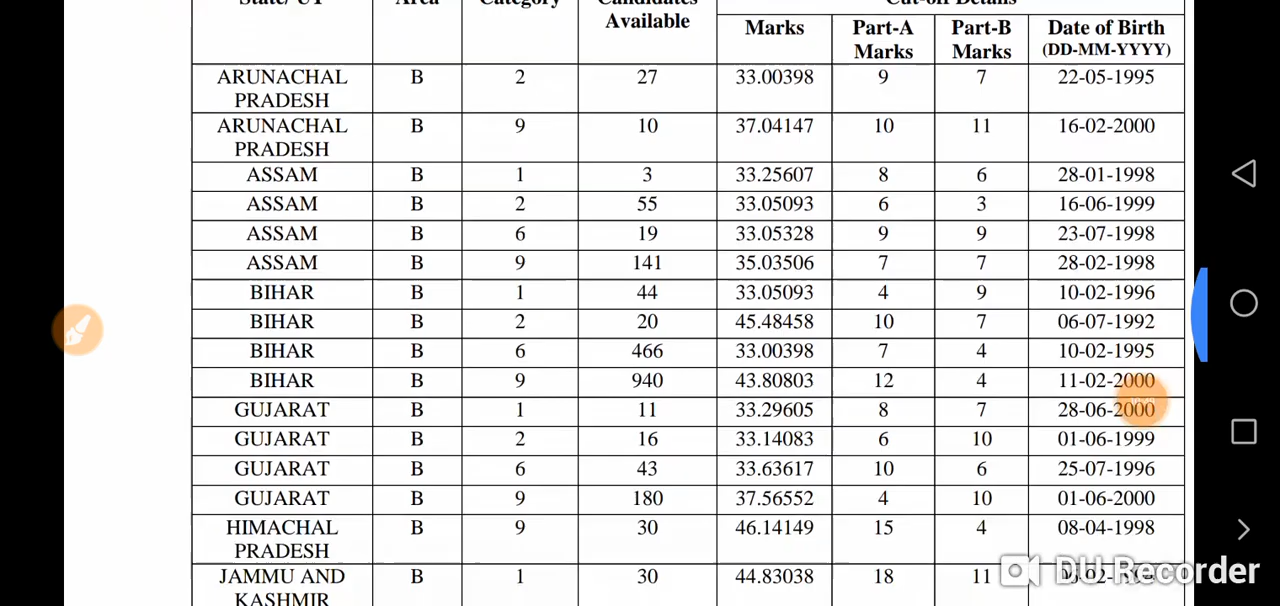 State/ UT Area Category Candidates Available Cut-off Details
Marks Part-A Marks Part-B Marks Date of Birth (DD-MM-YYYY)
ARUNACHAL PRADESH B 2 27 33.00398 9 7 22-05-1995
ARUNACHAL PRADESH B 9 10 37.04147 10 11 16-02-2000
ASSAM B 1 3 33.25607 8 6 28-01-1998
ASSAM B 2 55 33.05093 6 3 16-06-1999
ASSAM B 6 19 33.05328 9 9 23-07-1998
ASSAM B 9 141 35.03506 7 7 28-02-1998
BIHAR B 1 44 33.05093 4 9 10-02-1996
BIHAR B 2 20 45.48458 10 7 06-07-1992
BIHAR B 6 466 33.00398 7 4 10-02-1995
BIHAR B 9 940 43.80803 12 4 11-02-2000
GUJARAT B 1 11 33.29605 8 7 28-06-2000
GUJARAT B 2 16 33.14083 6 10 01-06-1999
GUJARAT B 6 43 33.63617 10 6 25-07-1996
GUJARAT B 9 180 37.56552 4 10 01-06-2000
HIMACHAL PRADESH B 9 30 46.14149 15 4 08-04-1998
JAMMU AND KASHMIR B 1 30 44.83038 18 11
DU Recorder